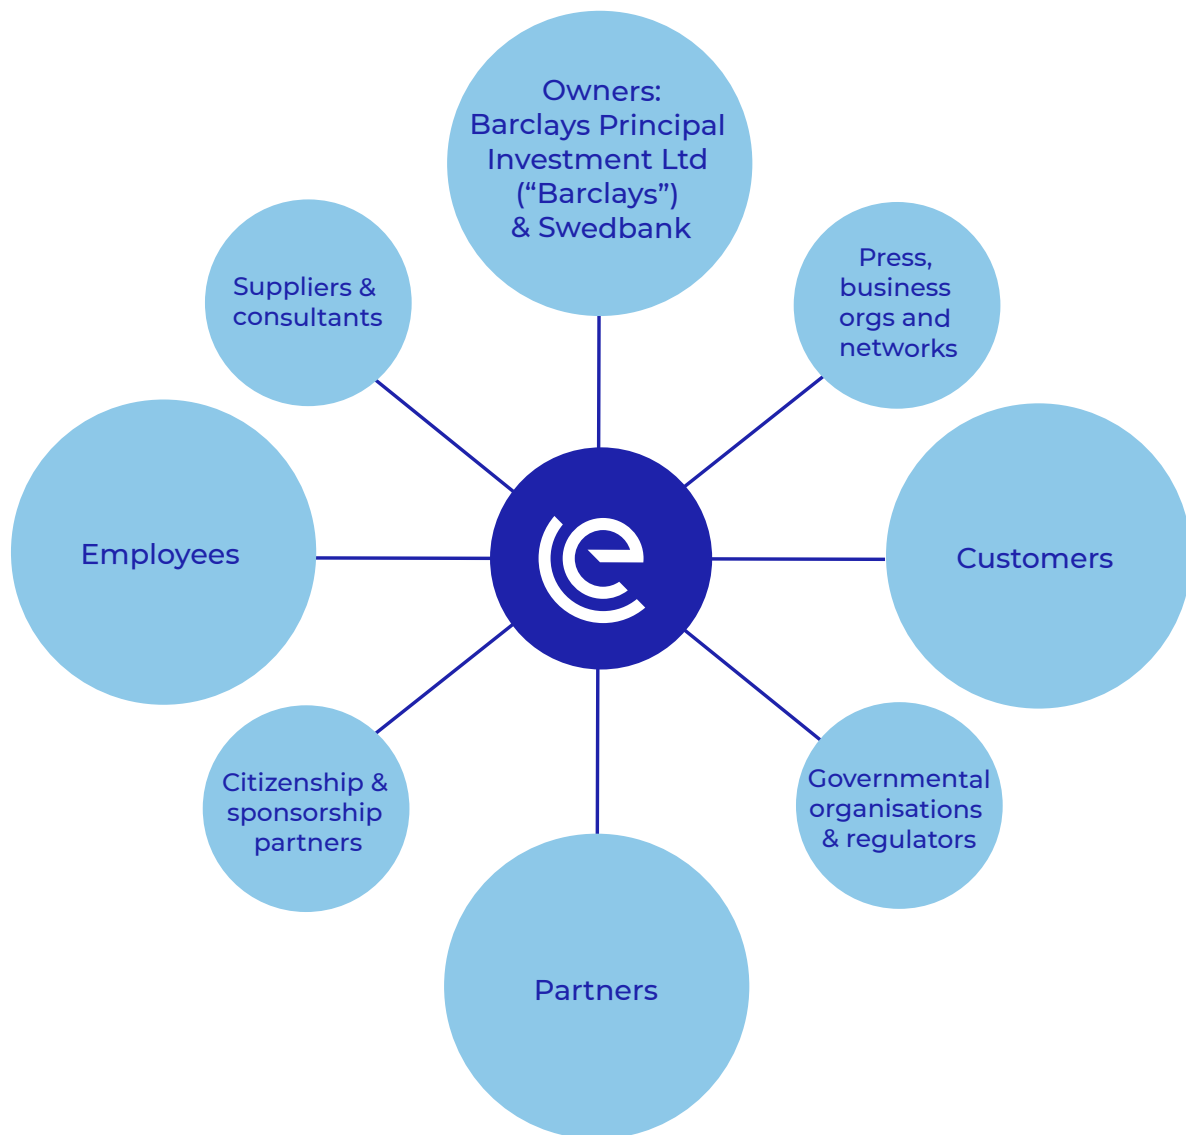 Owners:
Barclays Principal
Investment Ltd
(“Barclays”)
& Swedbank
Press,
business
orgs and
networks
Suppliers &
consultants
Employees
Customers
Citizenship &
sponsorship
partners
Governmental
organisations
& regulators
Partners